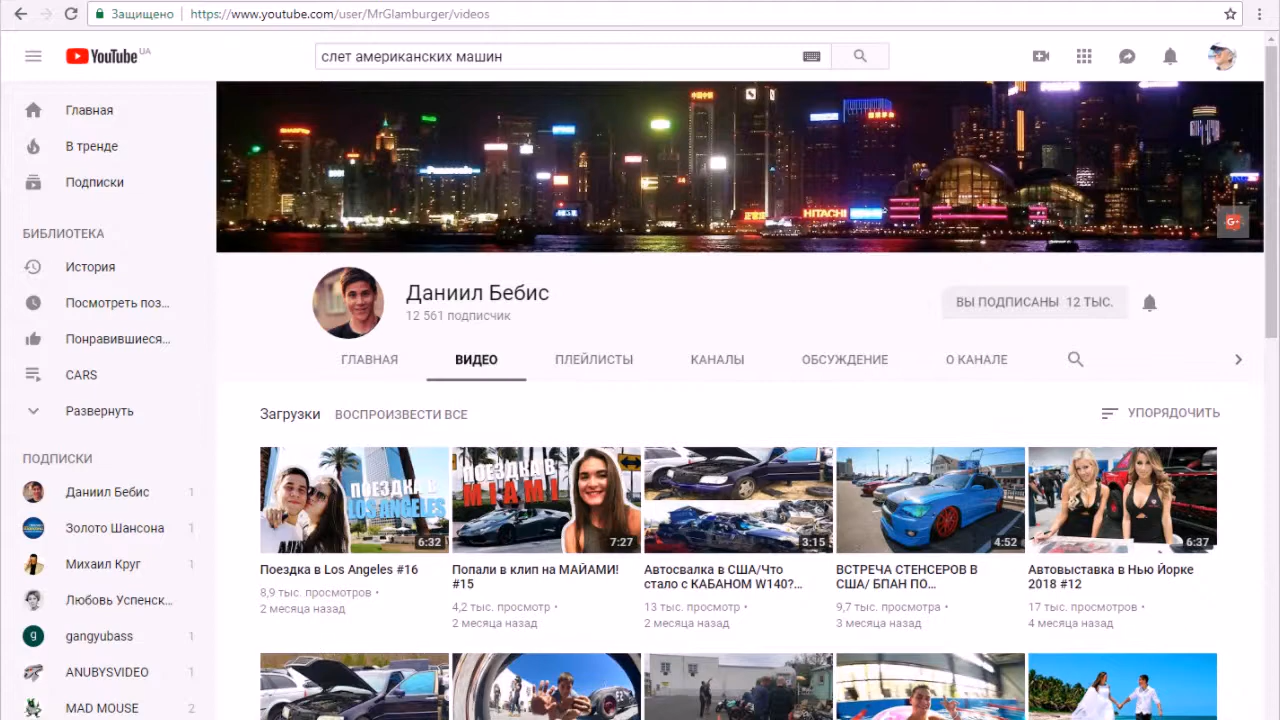 Защищено
https://www.youtube.com/user/MrGlamburger/videos
YouTube UA
слет американских машин
Главная
В тренде
Подписки
БИБЛИОТЕКА
История
Посмотреть поз...
Понравившиеся...
CARS
Развернуть
ПОДПИСКИ
Даниил Бебис 1
Золото Шансона 1
Михаил Круг 1
Любовь Успенск...
g gangyubass 1
ANUBYSVIDEO 1
MAD MOUSE 2
HITACHI
G+
Даниил Бебис
12 561 подписчик
ВЫ ПОДПИСАНЫ 12 ТЫС.
ГЛАВНАЯ
ВИДЕО
ПЛЕЙЛИСТЫ
КАНАЛЫ
ОБСУЖДЕНИЕ
О КАНАЛЕ
Загрузки
ВОСПРОИЗВЕСТИ ВСЕ
УПОРЯДОЧИТЬ
ПОЕЗДКА В
LOS ANGELES
6:32
Поездка в Los Angeles #16
8,9 тыс. просмотров •
2 месяца назад
ПОЕЗДКА В
MIAMI
7:27
Попали в клип на МАЙАМИ!
#15
4,2 тыс. просмотр •
2 месяца назад
3:15
Автосвалка в США/Что
стало с КАБАНОМ W140?...
13 тыс. просмотр •
2 месяца назад
4:52
ВСТРЕЧА СТЕНСЕРОВ В
США/ БПАН ПО...
9,7 тыс. просмотра •
3 месяца назад
6:37
Автовыставка в Нью Йорке
2018 #12
17 тыс. просмотров •
4 месяца назад